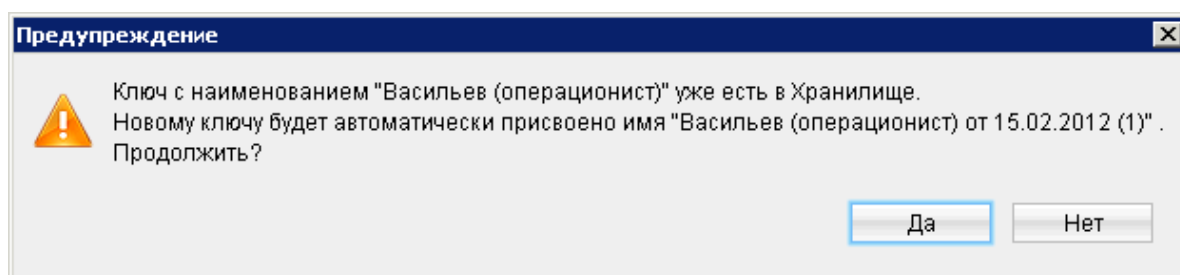 Предупреждение
Ключ с наименованием "Васильев (операционист)" уже есть в Хранилище.
Новому ключу будет автоматически присвоено имя "Васильев (операционист) от 15.02.2012 (1)" .
Продолжить?
Да
Нет